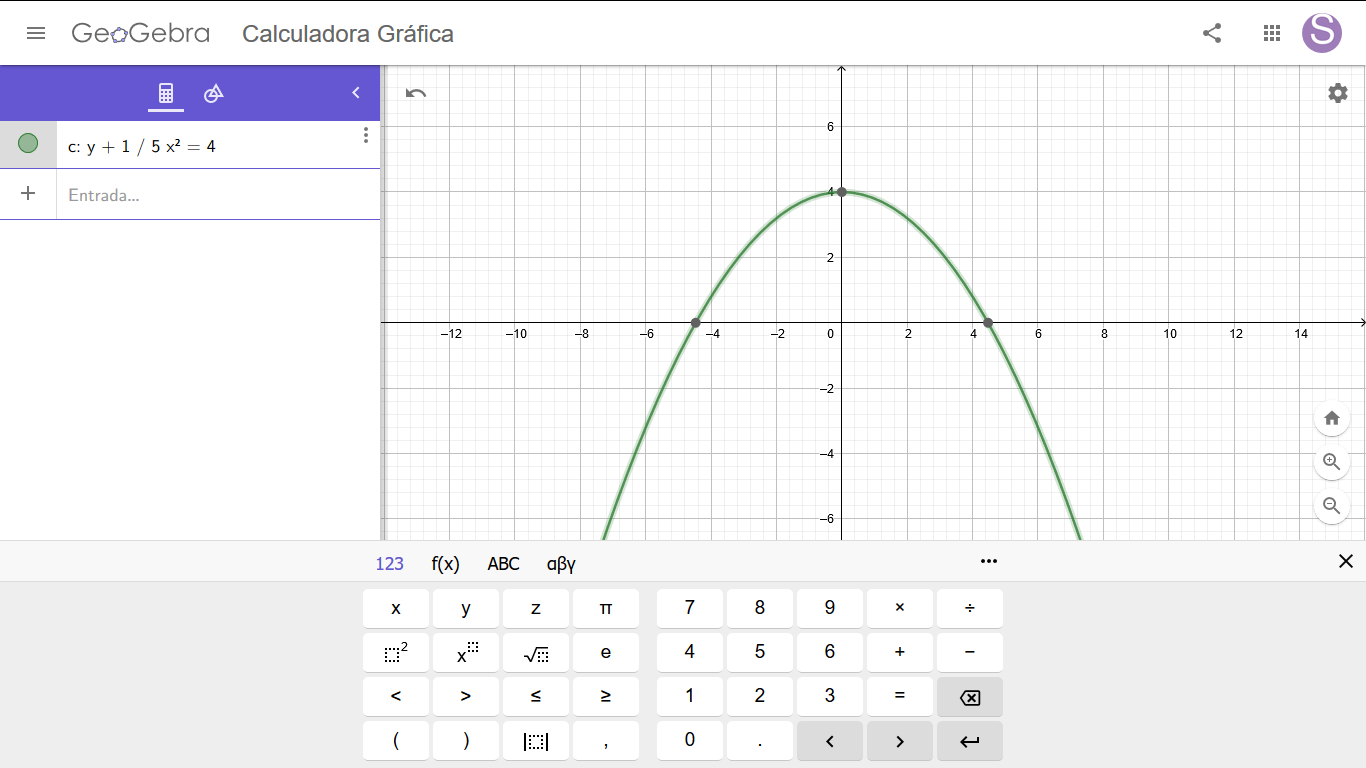 GeoGebra Calculadora Gráfica S
c: y + 1 / 5 x² = 4
+ Entrada...
6
4
2
−12 −10 −8 −6 −4 −2 0 2 4 6 8 10 12 14
−2
−4
−6
123 f(x) ABC αβγ
x y z π 7 8 9 × ÷
□² x□ √□ e 4 5 6 + −
< > ≤ ≥ 1 2 3 =
( ) |□| , 0 . < >